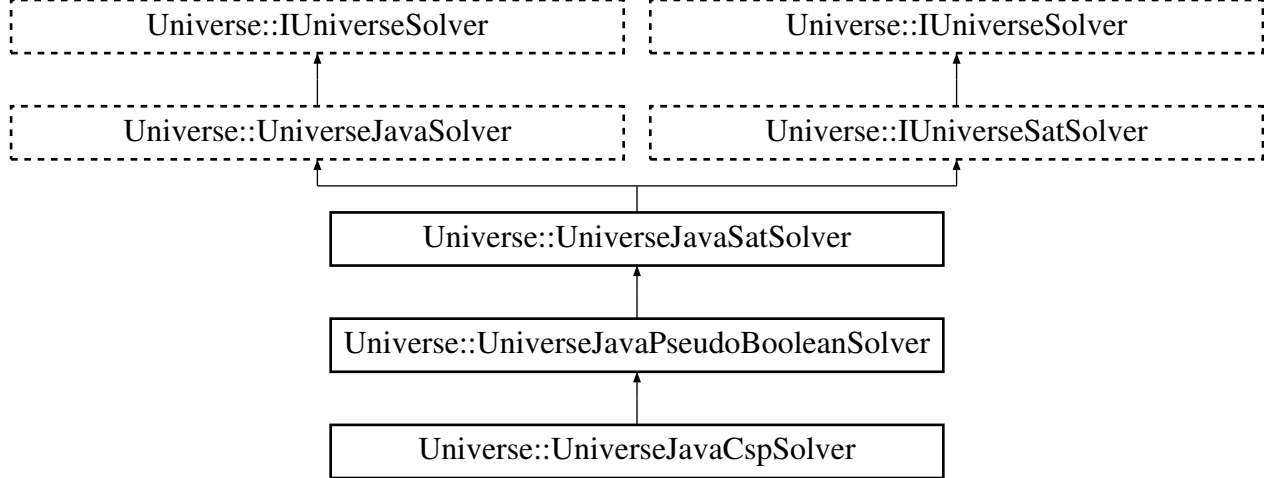 Universe::IUniverseSolver
Universe::IUniverseSolver
Universe::UniverseJavaSolver
Universe::IUniverseSatSolver
Universe::UniverseJavaSatSolver
Universe::UniverseJavaPseudoBooleanSolver
Universe::UniverseJavaCspSolver